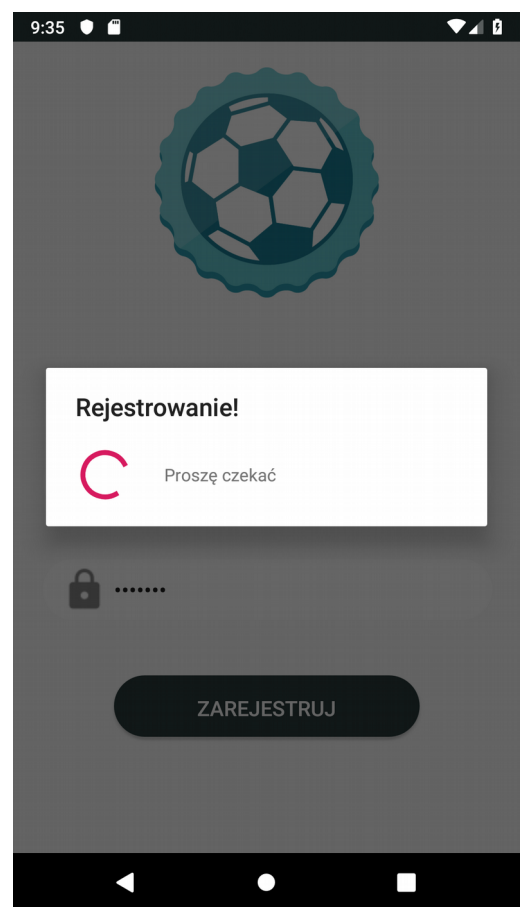 9:35
Rejestrowanie!
Proszę czekać
•••••••
ZAREJESTRUJ